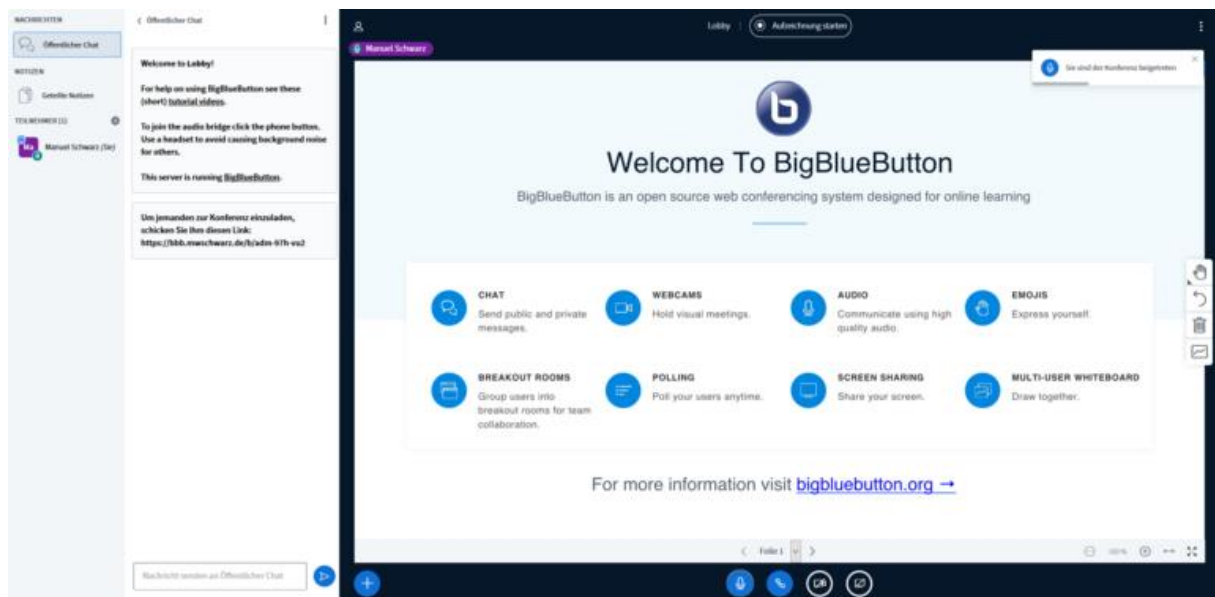 NACHRICHTEN
Öffentlicher Chat
NOTIZEN
Geteilte Notizen
TEILNEHMER (1)
Ma
Manuel Schwarz (Sie)
Öffentlicher Chat
Welcome to Lobby!
For help on using BigBlueButton see these
(short) tutorial videos.
To join the audio bridge click the phone button.
Use a headset to avoid causing background noise
for others.
This server is running BigBlueButton.
Um jemanden zur Konferenz einzuladen,
schicken Sie ihm diesen Link:
Nachricht senden an Öffentlicher Chat
Lobby
Aufzeichnung starten
Manuel Schwarz
Sie sind der Konferenz beigetreten
b
Welcome To BigBlueButton
BigBlueButton is an open source web conferencing system designed for online learning
CHAT
Send public and private
messages.
WEBCAMS
Hold visual meetings.
AUDIO
Communicate using high
quality audio.
EMOJIS
Express yourself.
BREAKOUT ROOMS
Group users into
breakout rooms for team
collaboration.
POLLING
Poll your users anytime.
SCREEN SHARING
Share your screen.
MULTI-USER WHITEBOARD
Draw together.
For more information visit bigbluebutton.org →
Folie 1